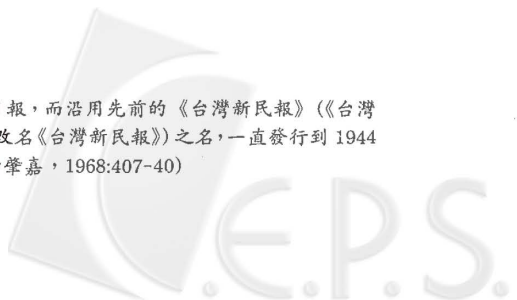 報，而沿用先前的《台灣新民報》(《台灣
改名《台灣新民報》)之名，一直發行到 1944
肇嘉，1968:407-40)
C.E.P.S.